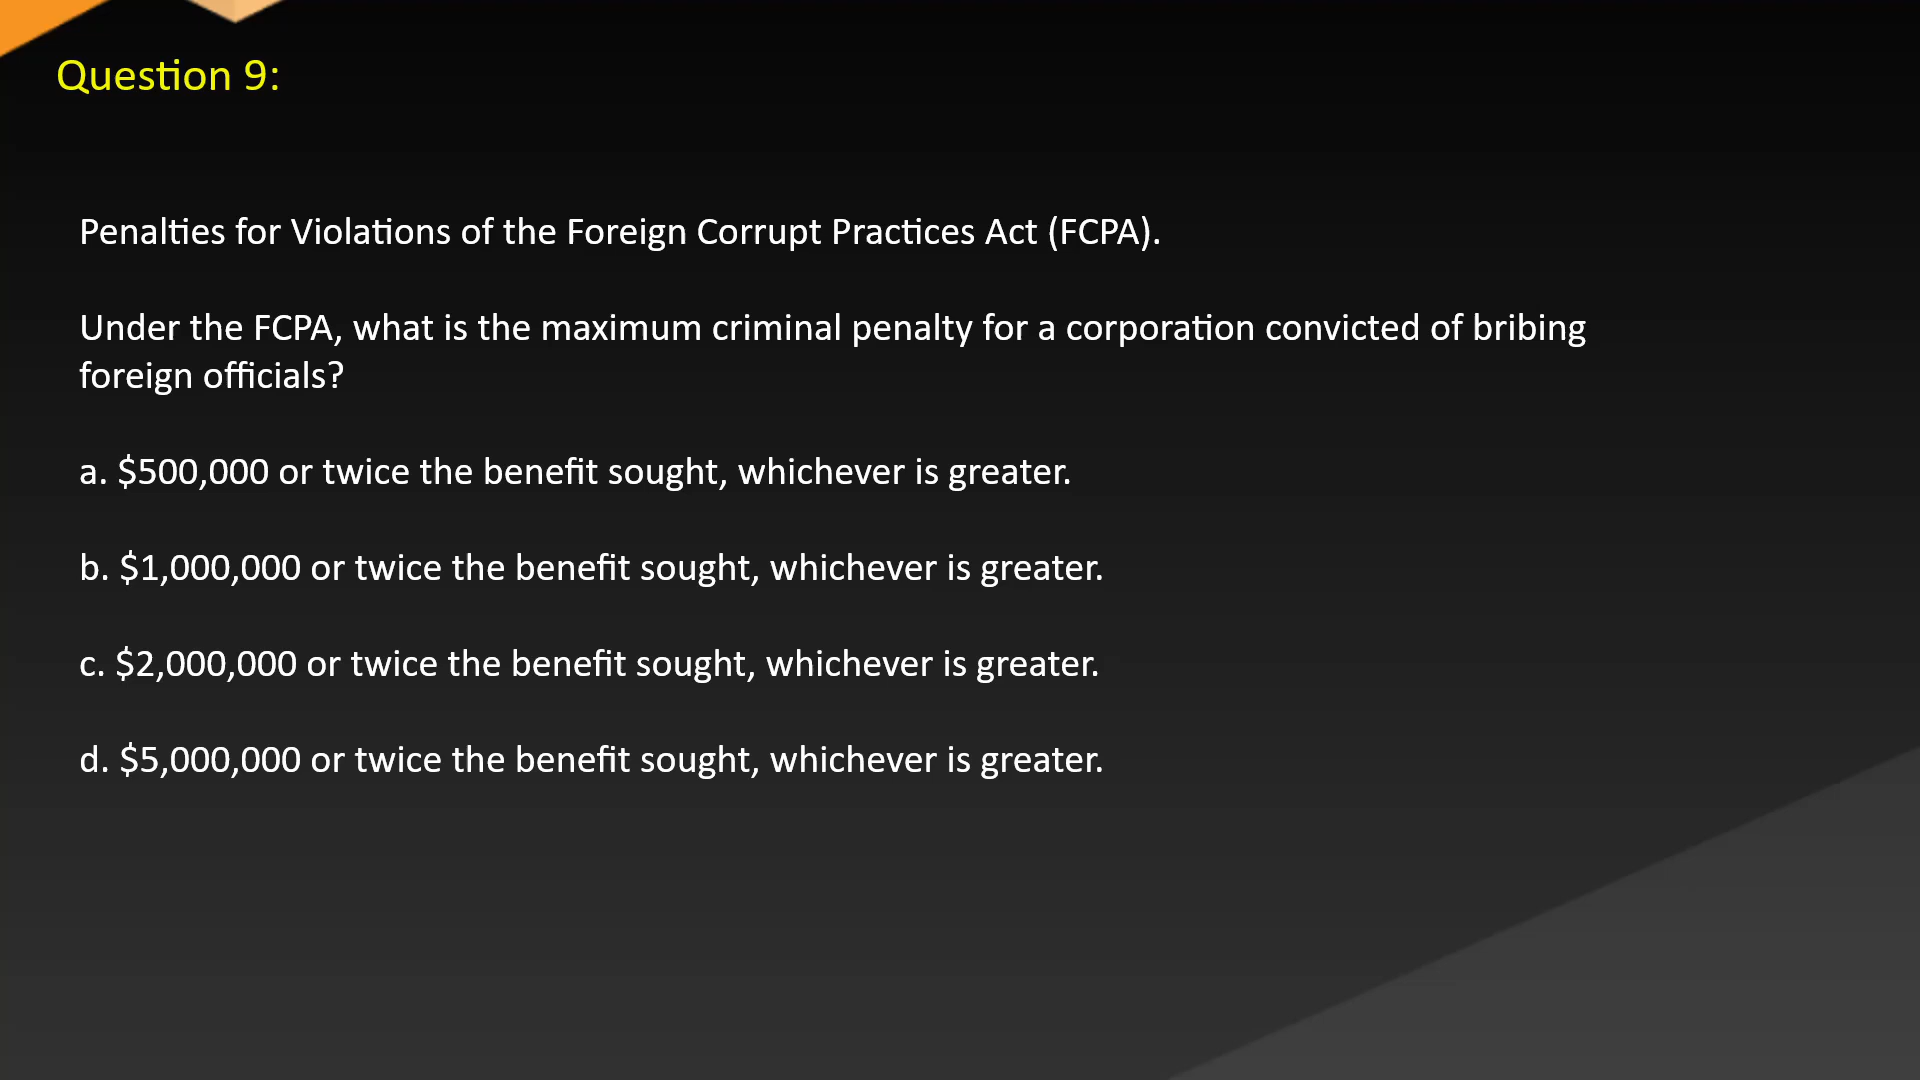 Question 9:
Penalties for Violations of the Foreign Corrupt Practices Act (FCPA).
Under the FCPA, what is the maximum criminal penalty for a corporation convicted of bribing
foreign officials?
a. $500,000 or twice the benefit sought, whichever is greater.
b. $1,000,000 or twice the benefit sought, whichever is greater.
c. $2,000,000 or twice the benefit sought, whichever is greater.
d. $5,000,000 or twice the benefit sought, whichever is greater.